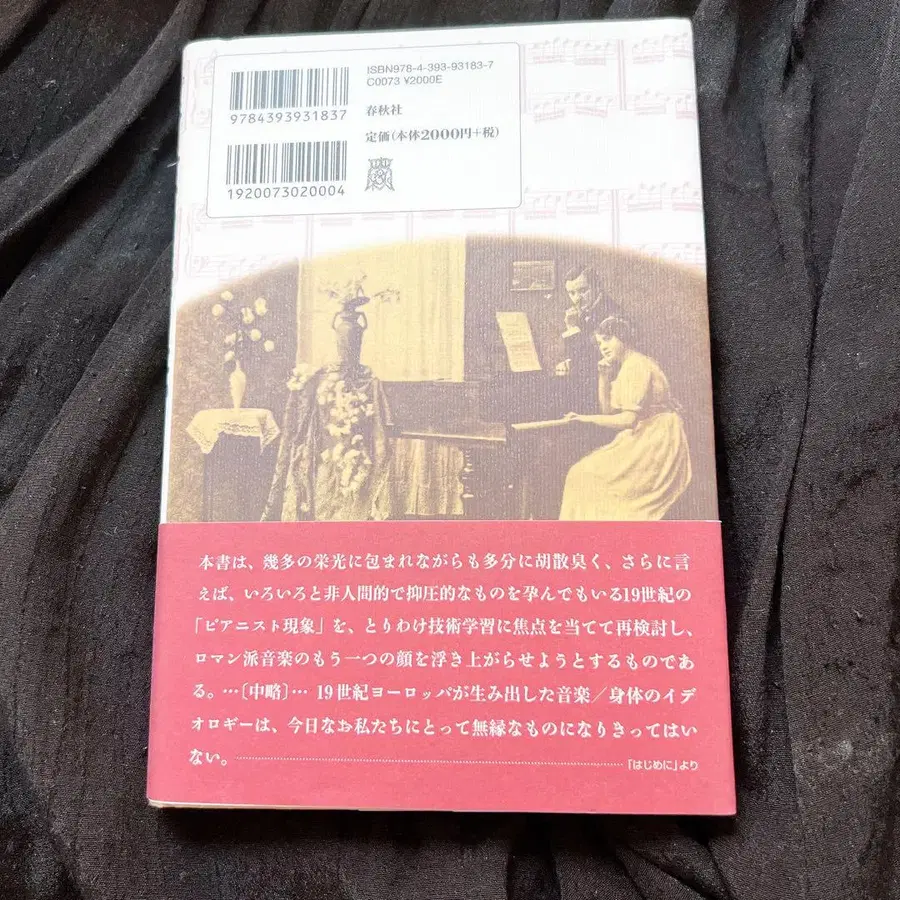 ISBN978-4-393-93183-7
C0073 ¥2000E
9784393931837
春秋社
定価(本体2000円+税)
1920073020004
本書は、幾多の栄光に包まれながらも多分に胡散臭く、さらに言
えば、いろいろと非人間的で抑圧的なものを孕んでもいる19世紀の
「ピアニスト現象」を、とりわけ技術学習に焦点を当てて再検討し、
ロマン派音楽のもう一つの顔を浮き上がらせようとするものであ
る。…〔中略〕… 19世紀ヨーロッパが生み出した音楽/身体のイデ
オロギーは、今日なお私たちにとって無縁なものになりきってはい
ない。 「はじめに」より